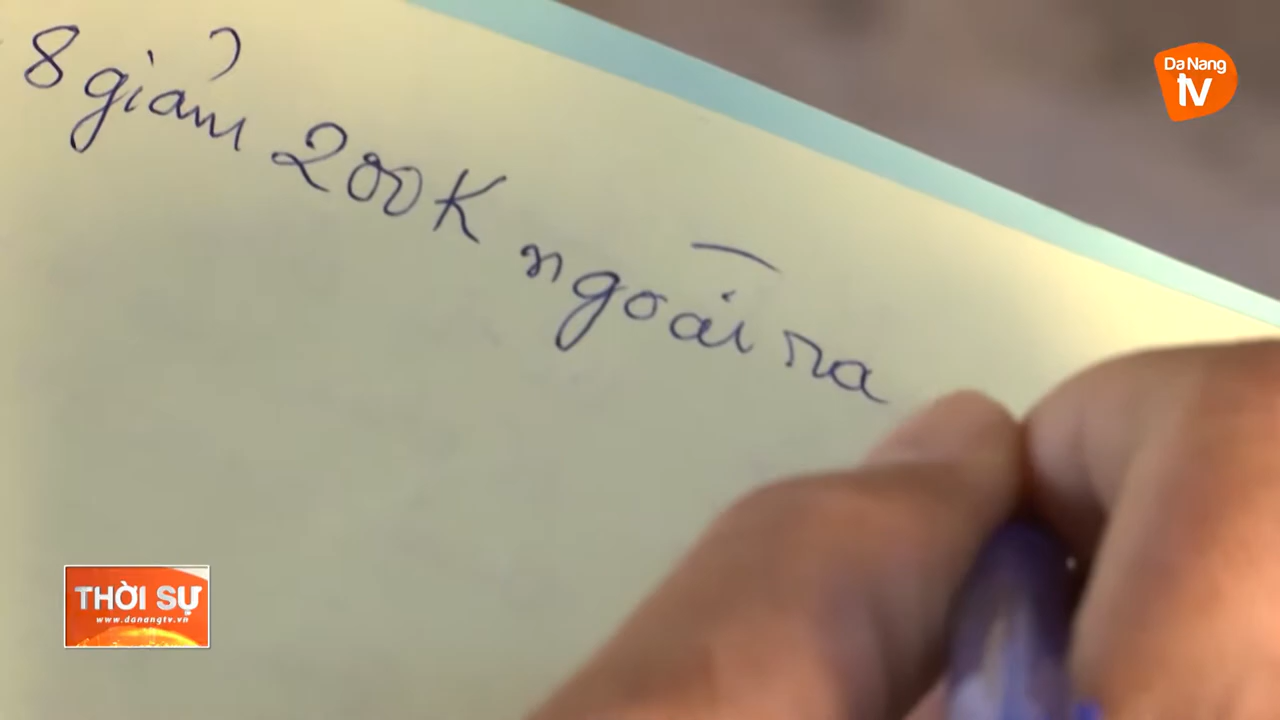 8 giảm 200K ngoài ra
Da Nang
tv
THỜI SỰ
www.danangtv.vn